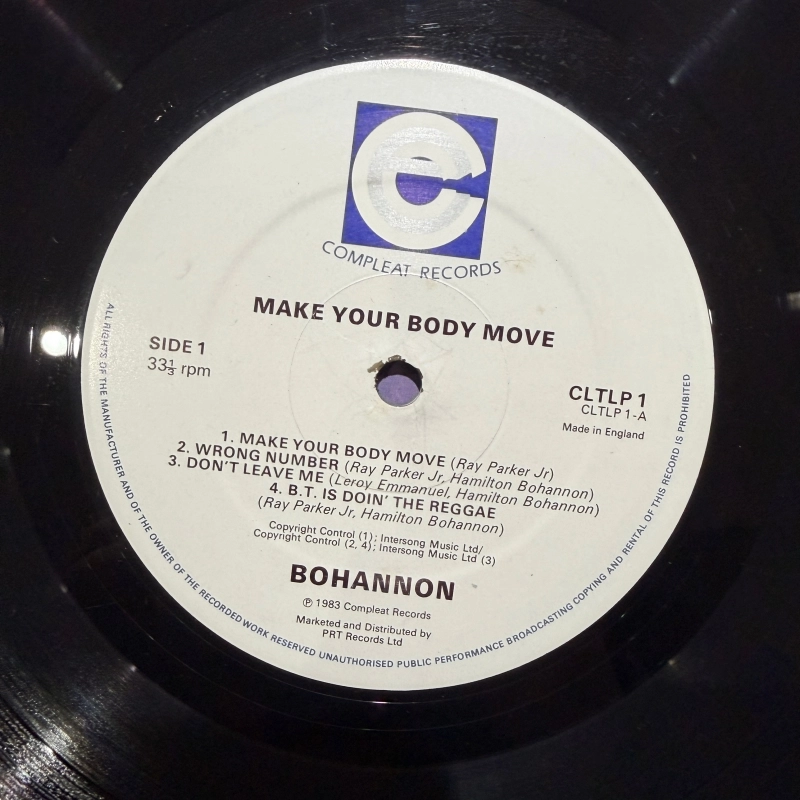 COMPLEAT RECORDS
MAKE YOUR BODY MOVE
SIDE 1
33⅓ rpm
CLTLP 1
CLTLP 1-A
Made in England
1. MAKE YOUR BODY MOVE (Ray Parker Jr)
2. WRONG NUMBER (Ray Parker Jr, Hamilton Bohannon)
3. DON'T LEAVE ME (Leroy Emmanuel, Hamilton Bohannon)
4. B.T. IS DOIN' THE REGGAE
(Ray Parker Jr, Hamilton Bohannon)
Copyright Control (1); Intersong Music Ltd/
Copyright Control (2, 4); Intersong Music Ltd (3)
BOHANNON
℗ 1983 Compleat Records
Marketed and Distributed by
PRT Records Ltd
ALL RIGHTS OF THE MANUFACTURER AND OF THE OWNER OF THE RECORDED WORK RESERVED UNAUTHORISED PUBLIC PERFORMANCE BROADCASTING COPYING AND RENTAL OF THIS RECORD IS PROHIBITED